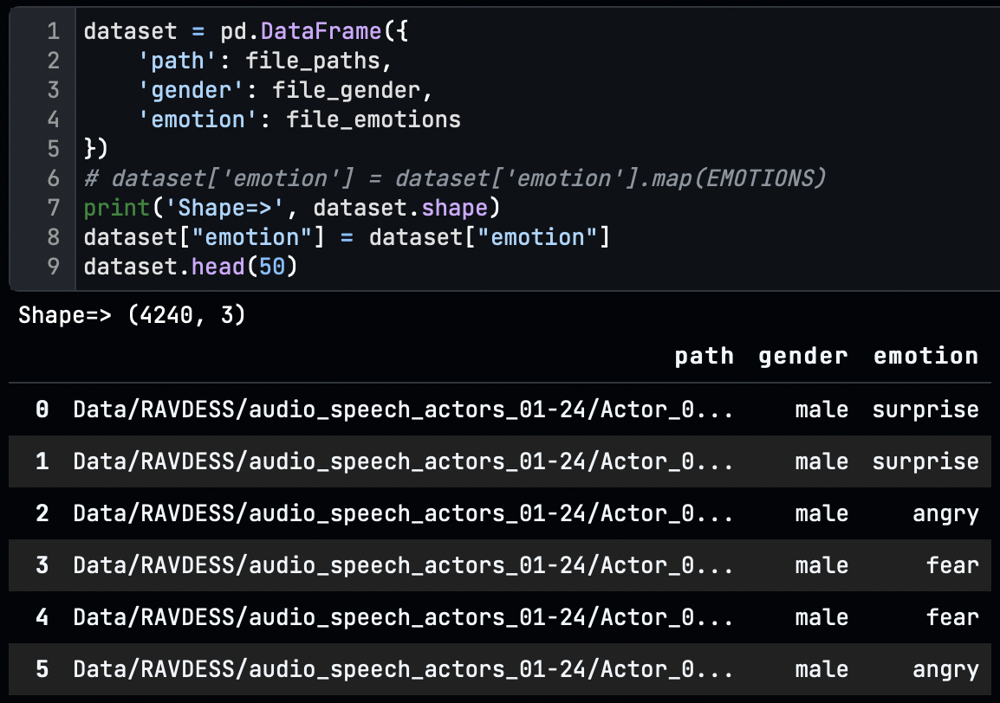 1 dataset = pd.DataFrame({
2     'path': file_paths,
3     'gender': file_gender,
4     'emotion': file_emotions
5 })
6 # dataset['emotion'] = dataset['emotion'].map(EMOTIONS)
7 print('Shape=>', dataset.shape)
8 dataset["emotion"] = dataset["emotion"]
9 dataset.head(50)
Shape=> (4240, 3)
path gender emotion
0 Data/RAVDESS/audio_speech_actors_01-24/Actor_0... male surprise
1 Data/RAVDESS/audio_speech_actors_01-24/Actor_0... male surprise
2 Data/RAVDESS/audio_speech_actors_01-24/Actor_0... male angry
3 Data/RAVDESS/audio_speech_actors_01-24/Actor_0... male fear
4 Data/RAVDESS/audio_speech_actors_01-24/Actor_0... male fear
5 Data/RAVDESS/audio_speech_actors_01-24/Actor_0... male angry